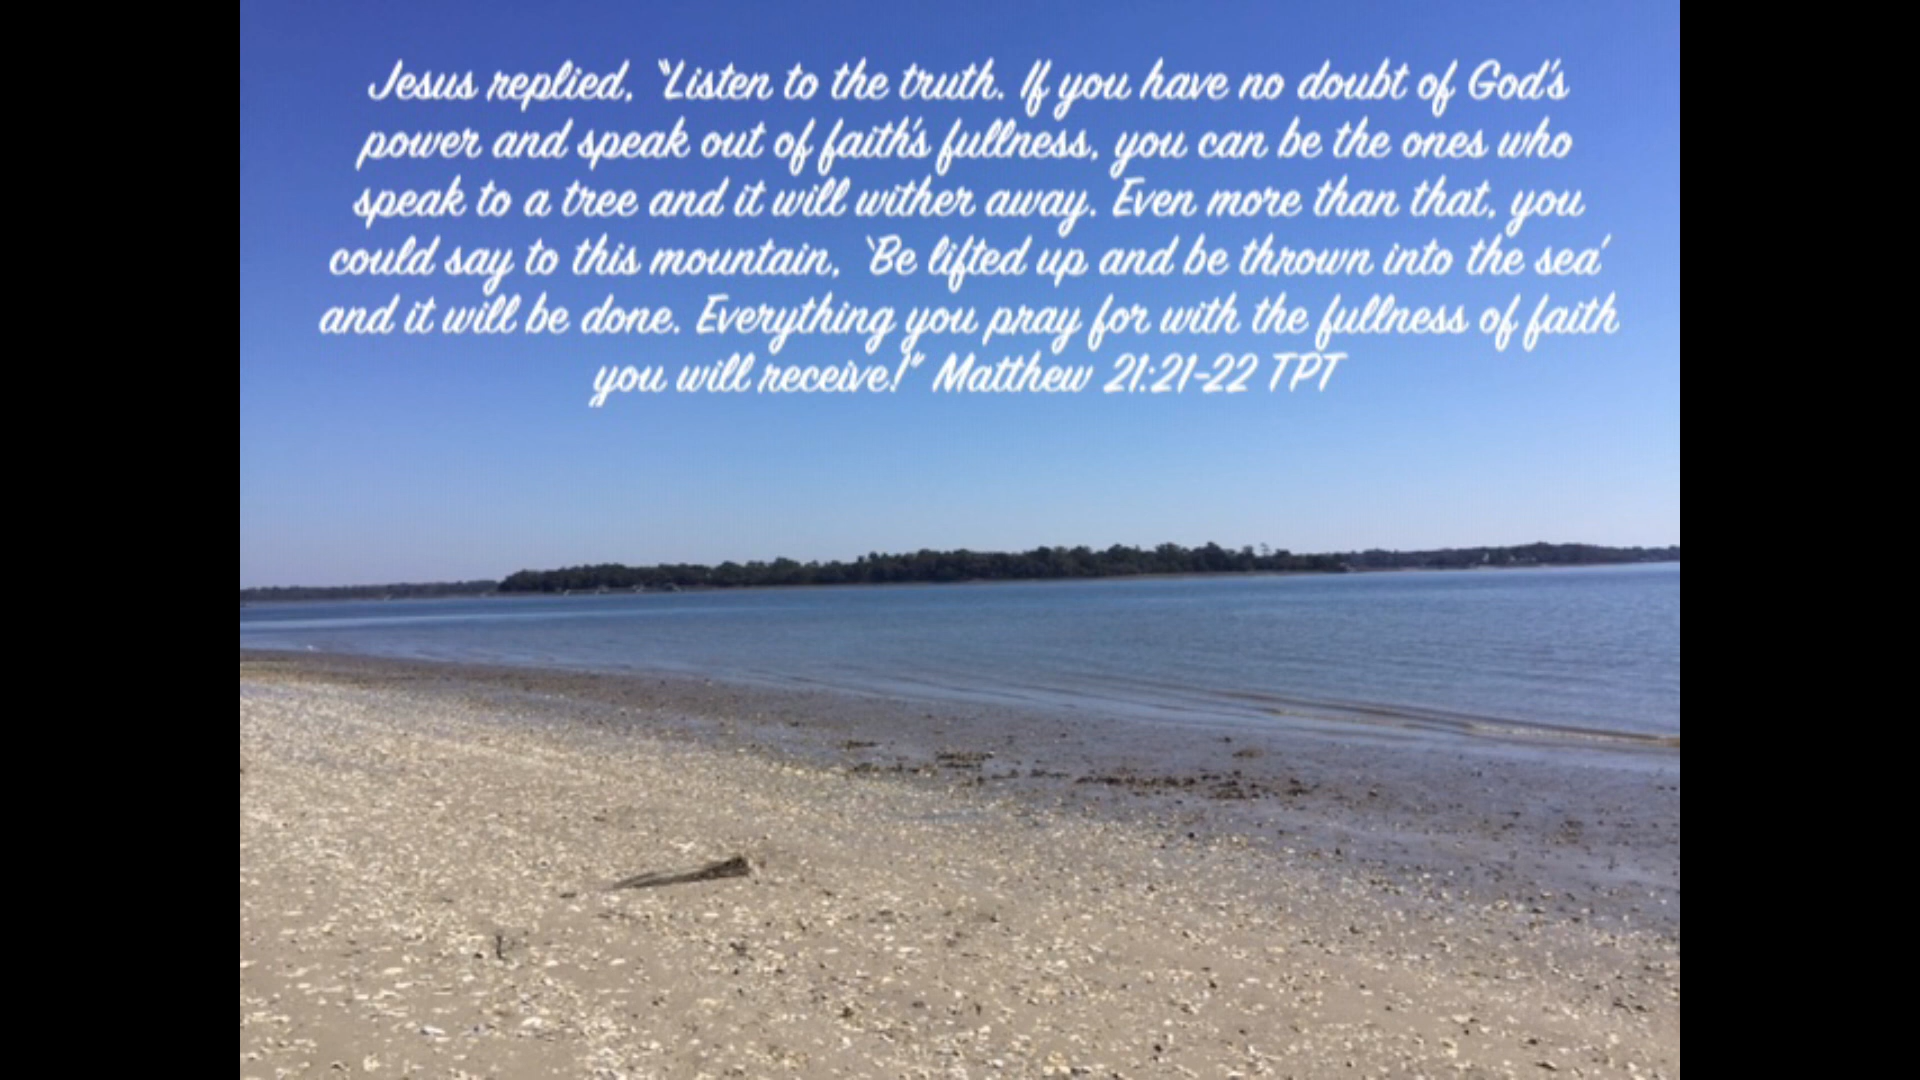 Jesus replied, “Listen to the truth. If you have no doubt of God's
power and speak out of faith's fullness, you can be the ones who
speak to a tree and it will wither away. Even more than that, you
could say to this mountain, ‘Be lifted up and be thrown into the sea’
and it will be done. Everything you pray for with the fullness of faith
you will receive!” Matthew 21:21-22 TPT